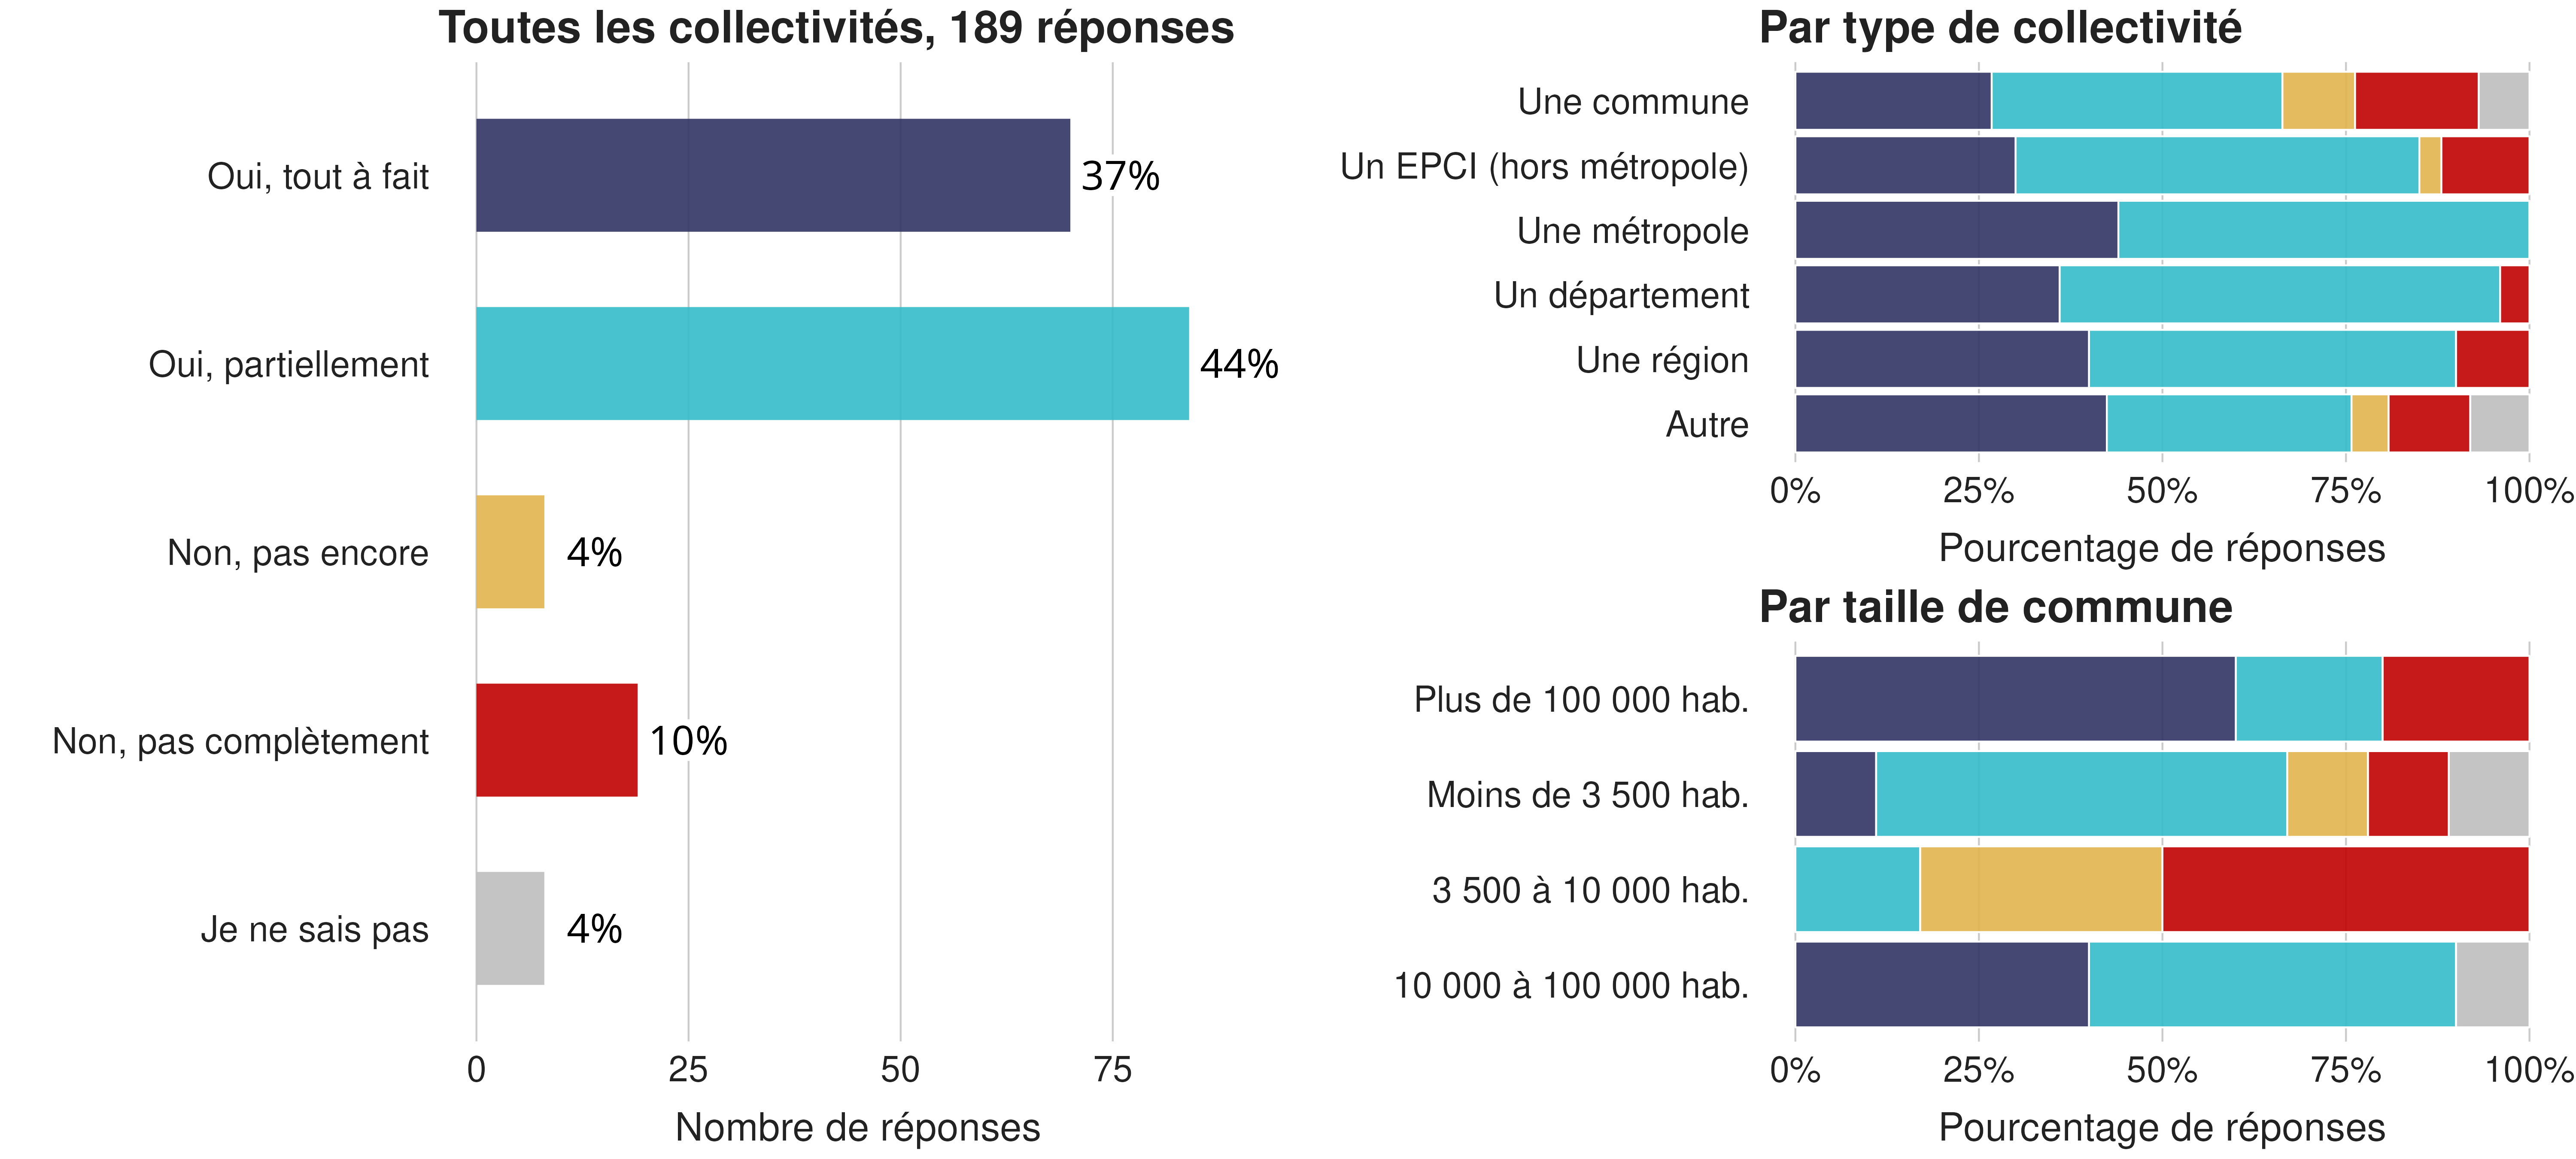 Toutes les collectivités, 189 réponses
Oui, tout à fait
37%
Oui, partiellement
44%
Non, pas encore
4%
Non, pas complètement
10%
Je ne sais pas
4%
0 25 50 75
Nombre de réponses
Par type de collectivité
Une commune
Un EPCI (hors métropole)
Une métropole
Un département
Une région
Autre
0% 25% 50% 75% 100%
Pourcentage de réponses
Par taille de commune
Plus de 100 000 hab.
Moins de 3 500 hab.
3 500 à 10 000 hab.
10 000 à 100 000 hab.
0% 25% 50% 75% 100%
Pourcentage de réponses